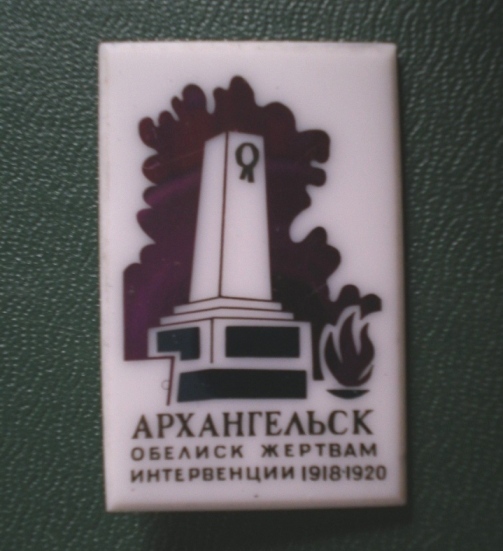 АРХАНГЕЛЬСК
ОБЕЛИСК ЖЕРТВАМ
ИНТЕРВЕНЦИИ 1918-1920